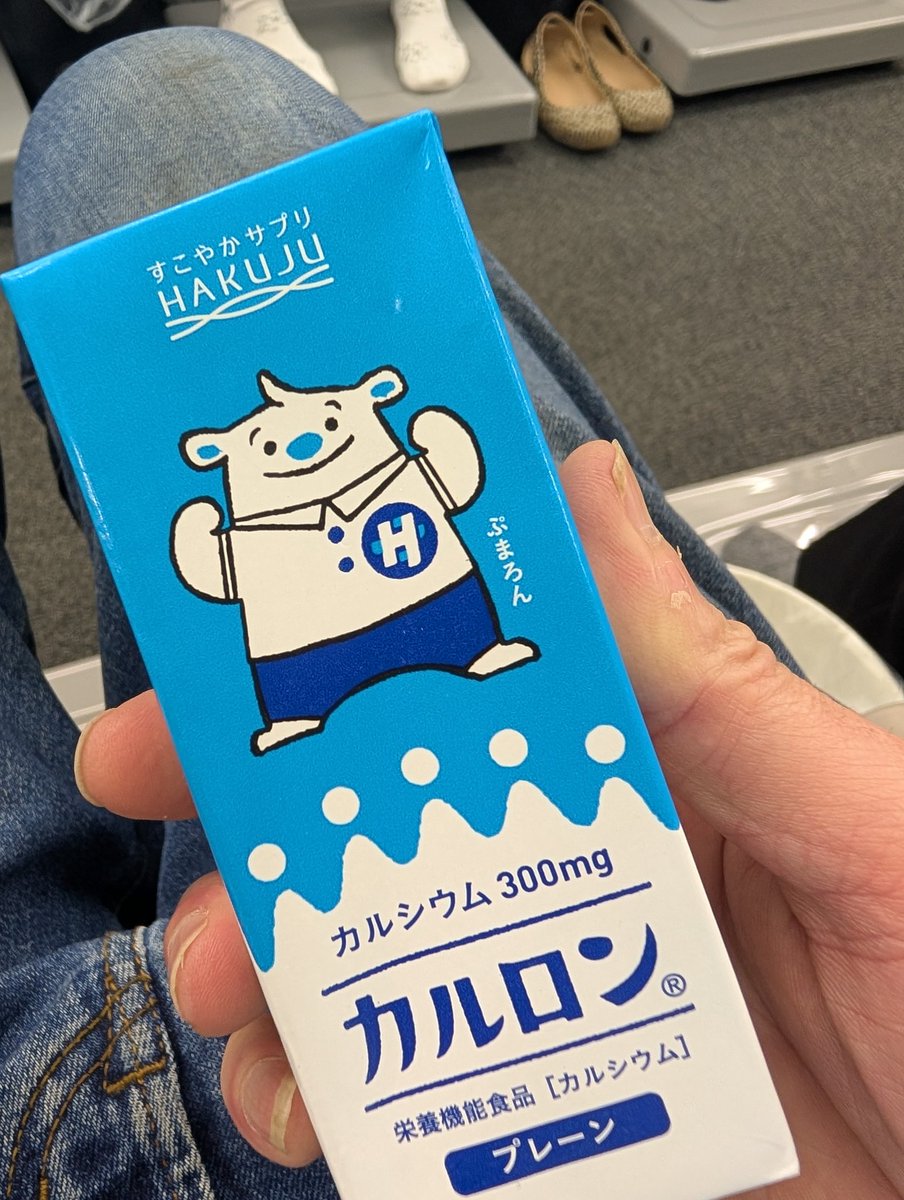 すこやかサプリ
HAKUJU
H
ぷまろん
カルシウム 300mg
カルロン®
栄養機能食品［カルシウム］
プレーン